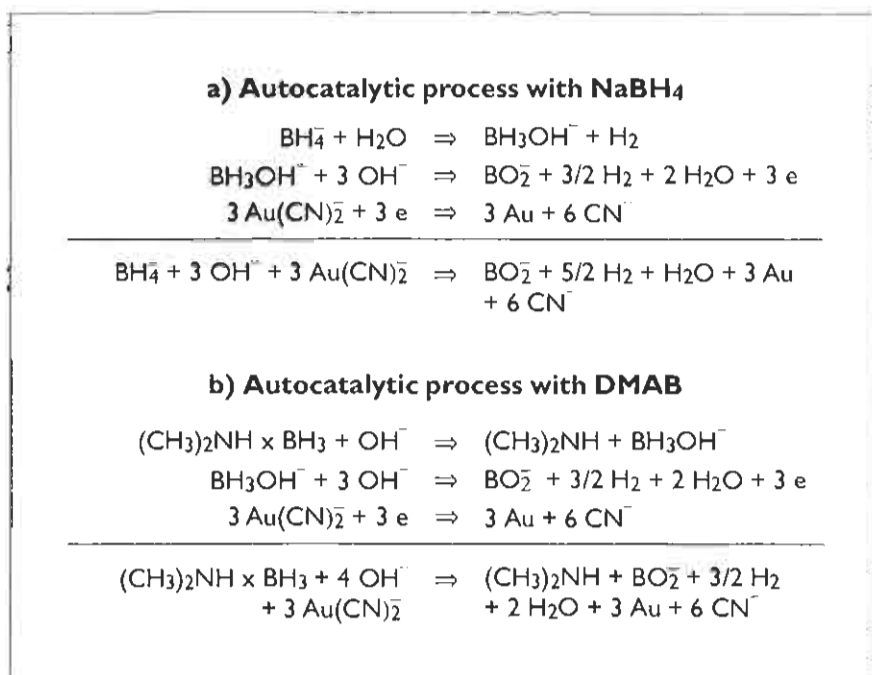 a) Autocatalytic process with NaBH₄
BH₄⁻ + H₂O ⇒ BH₃OH⁻ + H₂
BH₃OH⁻ + 3 OH⁻ ⇒ BO₂⁻ + 3/2 H₂ + 2 H₂O + 3 e
3 Au(CN)₂⁻ + 3 e ⇒ 3 Au + 6 CN⁻
BH₄⁻ + 3 OH⁻ + 3 Au(CN)₂⁻ ⇒ BO₂⁻ + 5/2 H₂ + H₂O + 3 Au
+ 6 CN⁻
b) Autocatalytic process with DMAB
(CH₃)₂NH x BH₃ + OH⁻ ⇒ (CH₃)₂NH + BH₃OH⁻
BH₃OH⁻ + 3 OH⁻ ⇒ BO₂⁻ + 3/2 H₂ + 2 H₂O + 3 e
3 Au(CN)₂⁻ + 3 e ⇒ 3 Au + 6 CN⁻
(CH₃)₂NH x BH₃ + 4 OH⁻ ⇒ (CH₃)₂NH + BO₂⁻ + 3/2 H₂
+ 3 Au(CN)₂⁻ + 2 H₂O + 3 Au + 6 CN⁻